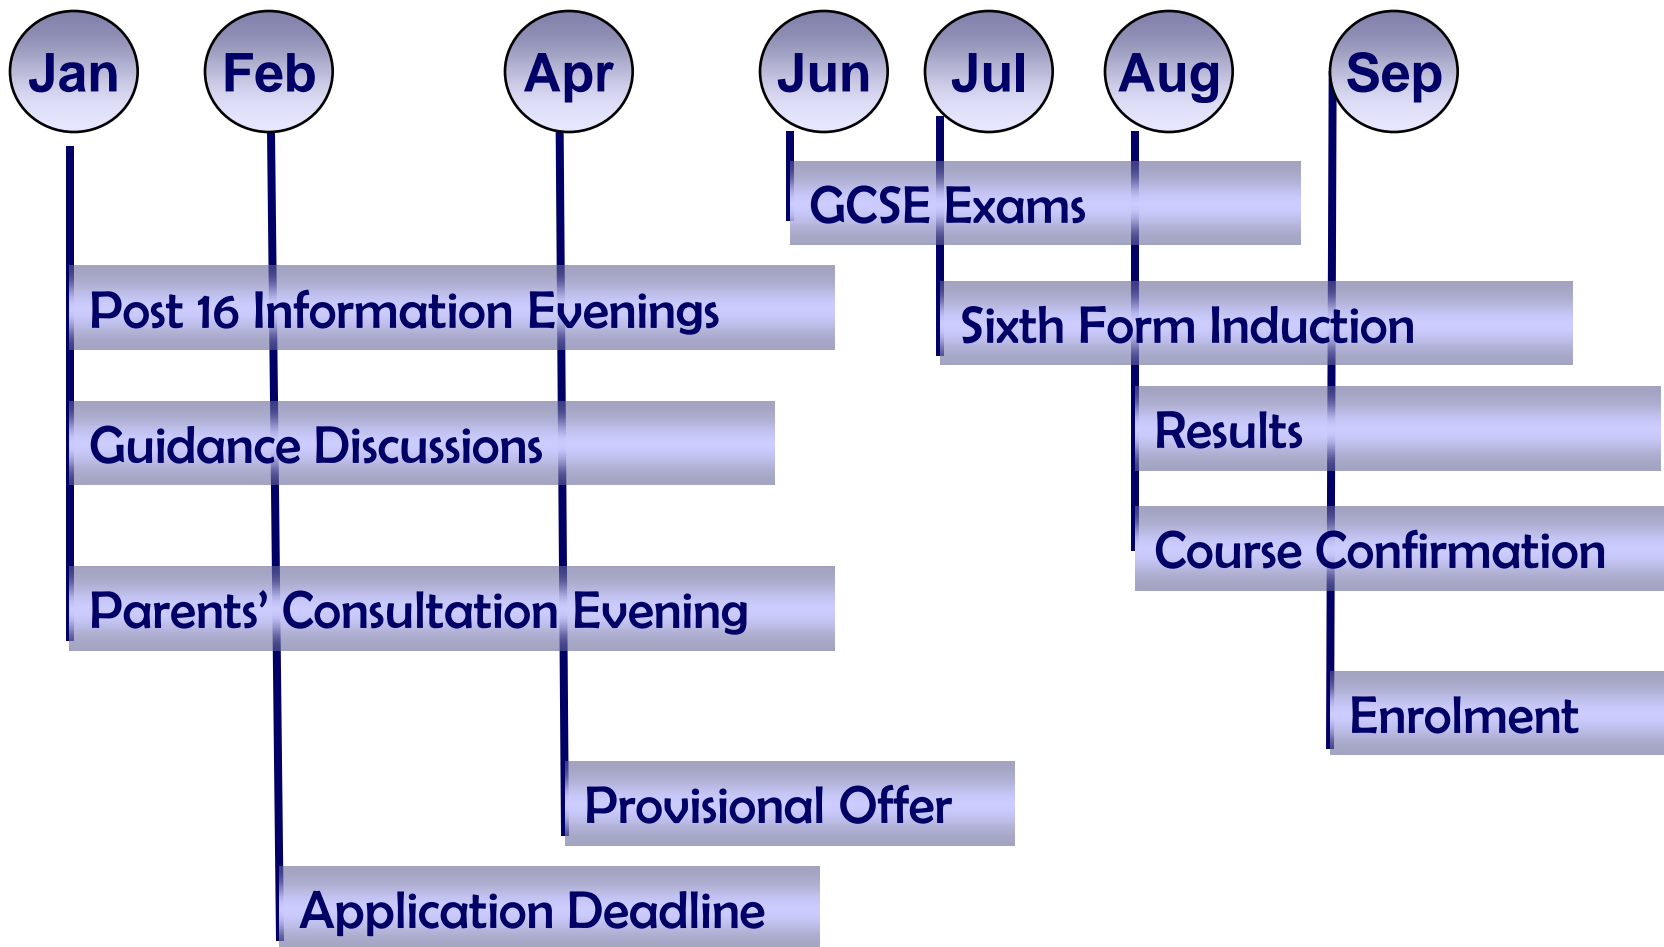 Jan
Feb
Apr
Jun
Jul
Aug
Sep
GCSE Exams
Post 16 Information Evenings
Sixth Form Induction
Guidance Discussions
Results
Course Confirmation
Parents’ Consultation Evening
Enrolment
Provisional Offer
Application Deadline